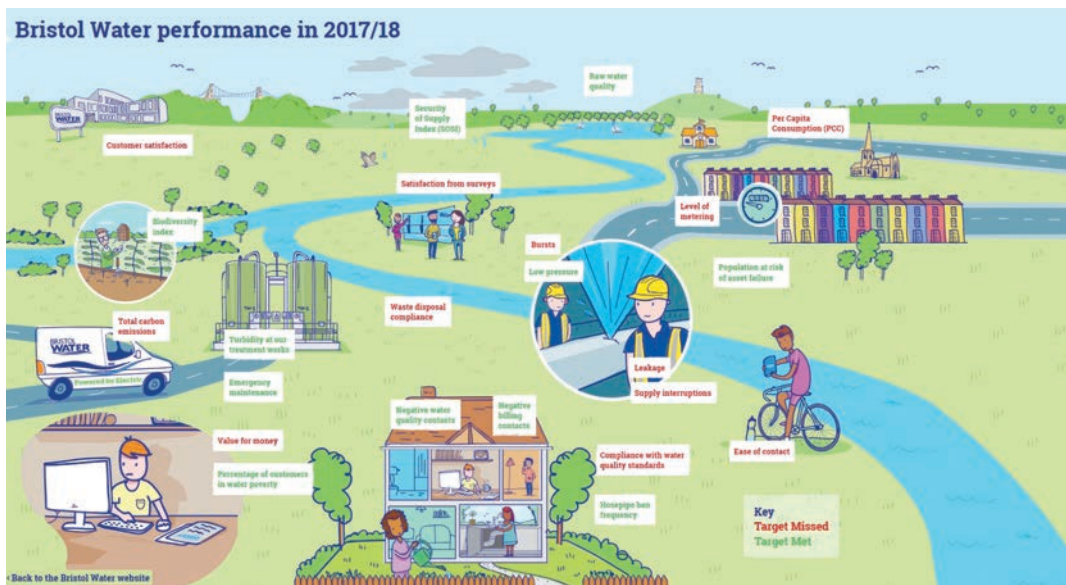 Bristol Water performance in 2017/18
Raw water
quality
Security
of Supply
Index (SOSI)
Per Capita
Consumption (PCC)
BRISTOL
WATER
Customer satisfaction
Satisfaction from surveys
Level of
metering
Biodiversity
index
Bursts
Low pressure
Population at risk
of asset failure
Waste disposal
compliance
Total carbon
emissions
BRISTOL
WATER
Powered by Electric
Turbidity at our
treatment works
Leakage
Supply interruptions
Emergency
maintenance
Negative water
quality contacts
Negative
billing
contacts
Value for money
Compliance with water
quality standards
Ease of contact
Percentage of customers
in water poverty
Hosepipe ban
frequency
Key
Target Missed
Target Met
<Back to the Bristol Water website